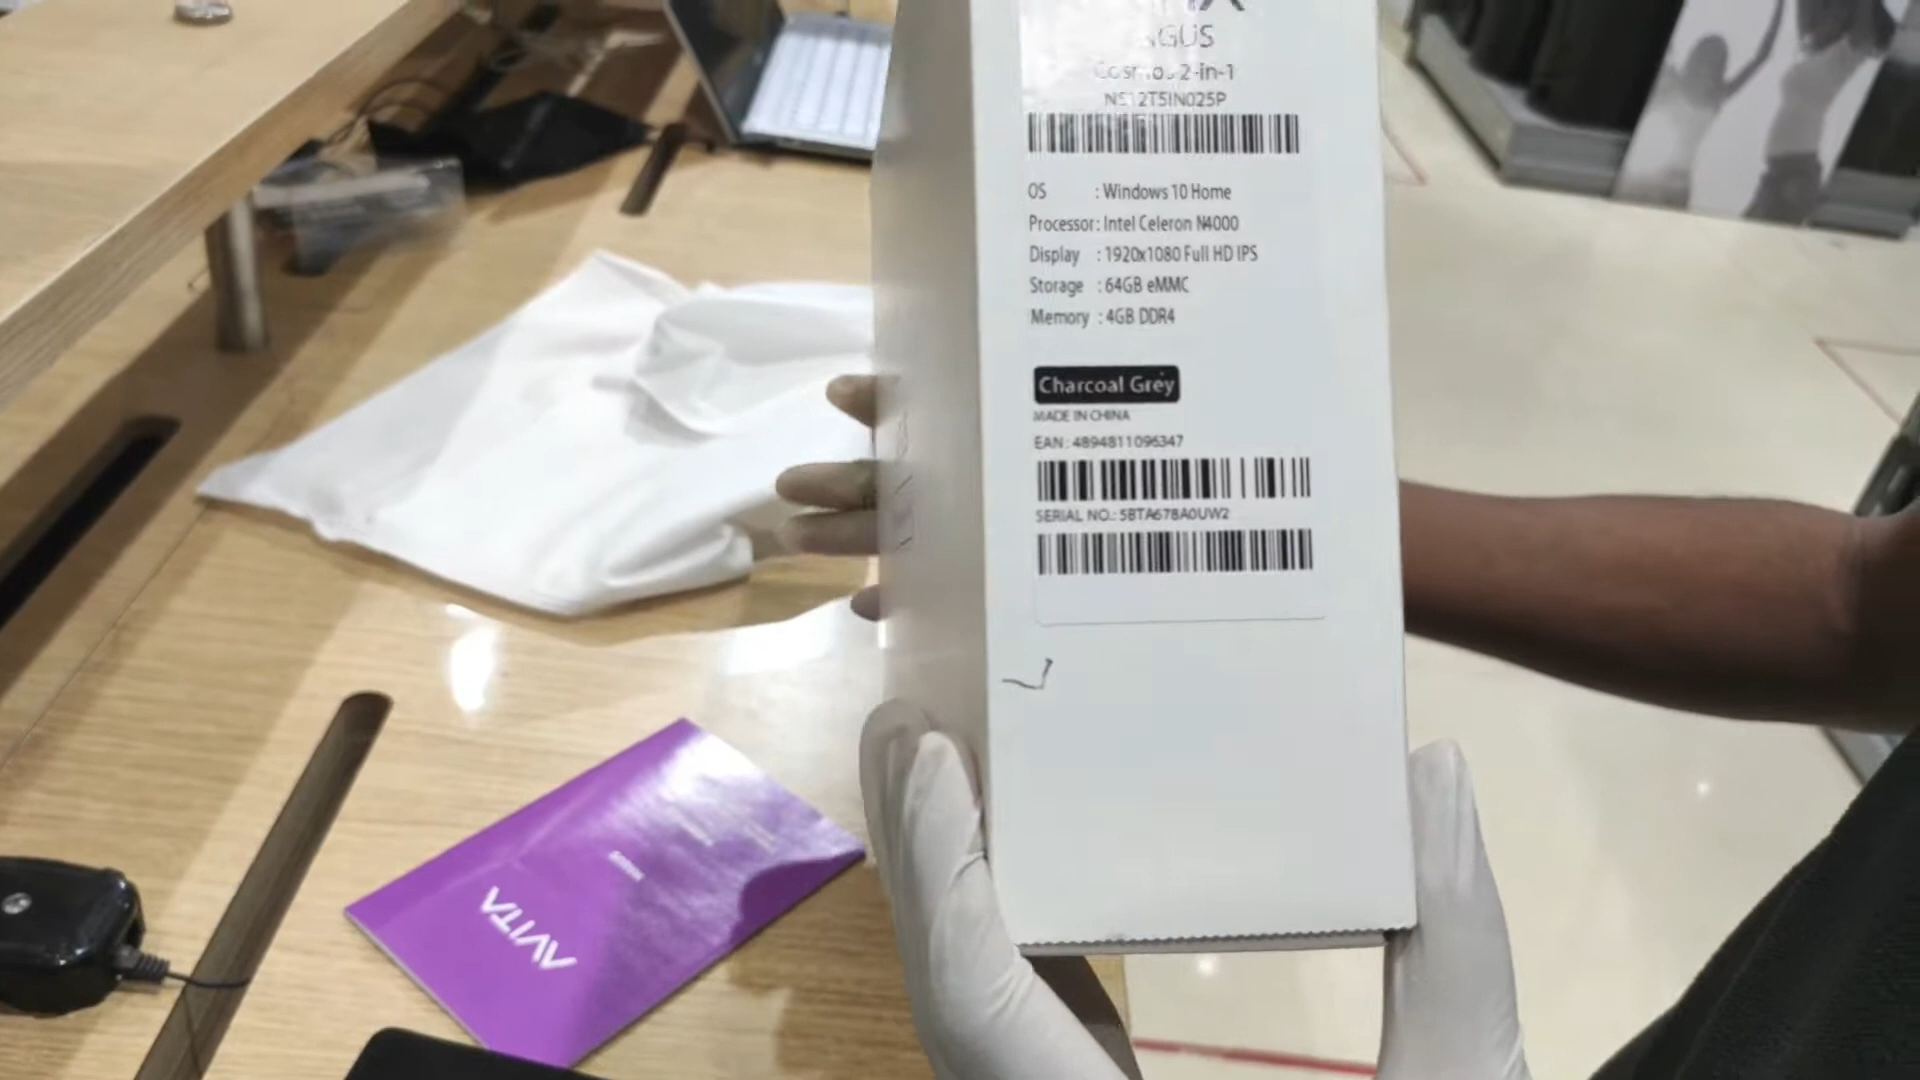 Cosmos 2-in-1
NS12T5IN025P
OS : Windows 10 Home
Processor: Intel Celeron N4000
Display : 1920x1080 Full HD IPS
Storage : 64GB eMMC
Memory : 4GB DDR4
Charcoal Grey
MADE IN CHINA
EAN: 4894811096347
SERIAL NO.: 5BTA678A0UW2
AVITA